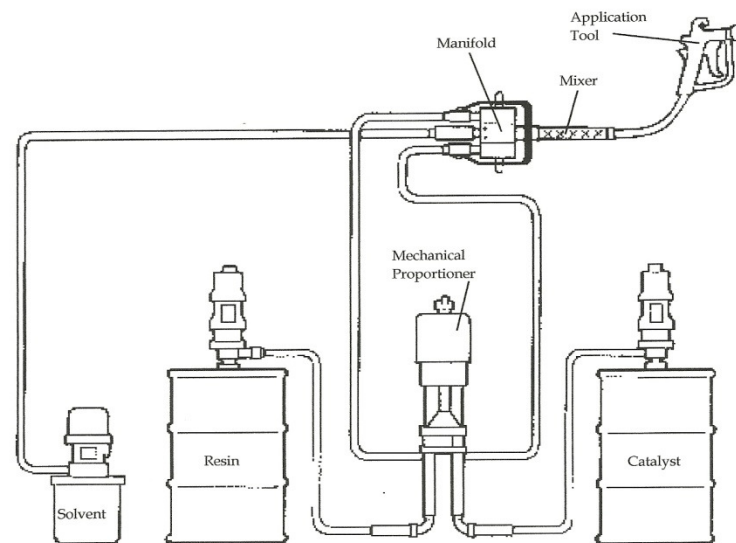 Application
Tool
Manifold
Mixer
Mechanical
Proportioner
Resin
Catalyst
Solvent